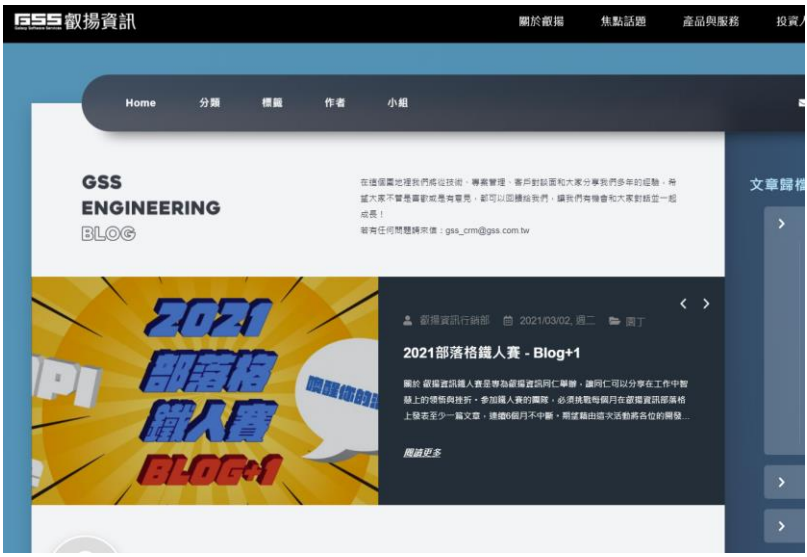 GSS 叡揚資訊
Galaxy Software Services
關於叡揚 焦點話題 產品與服務 投資人
Home 分類 標籤 作者 小組
GSS
ENGINEERING
BLOG
在這個園地裡我們將從技術、專案管理、客戶對談面和大家分享我們多年的經驗，希
望大家不管是喜歡或是有意見，都可以回饋給我們，讓我們有機會和大家對談並一起
成長！
若有任何問題請來信：gss_crm@gss.com.tw
文章歸檔
2021
部落格
鐵人賽
BLOG+1
叡揚資訊行銷部 2021/03/02, 週二 園丁
2021部落格鐵人賽 - Blog+1
關於 叡揚資訊鐵人賽是專為叡揚資訊同仁舉辦，讓同仁可以分享在工作中智
慧上的領悟與挫折。參加鐵人賽的團隊，必須挑戰每個月在叡揚資訊部落格
上發表至少一篇文章，連續6個月不中斷。期望藉由這次活動將各位的開發...
閱讀更多